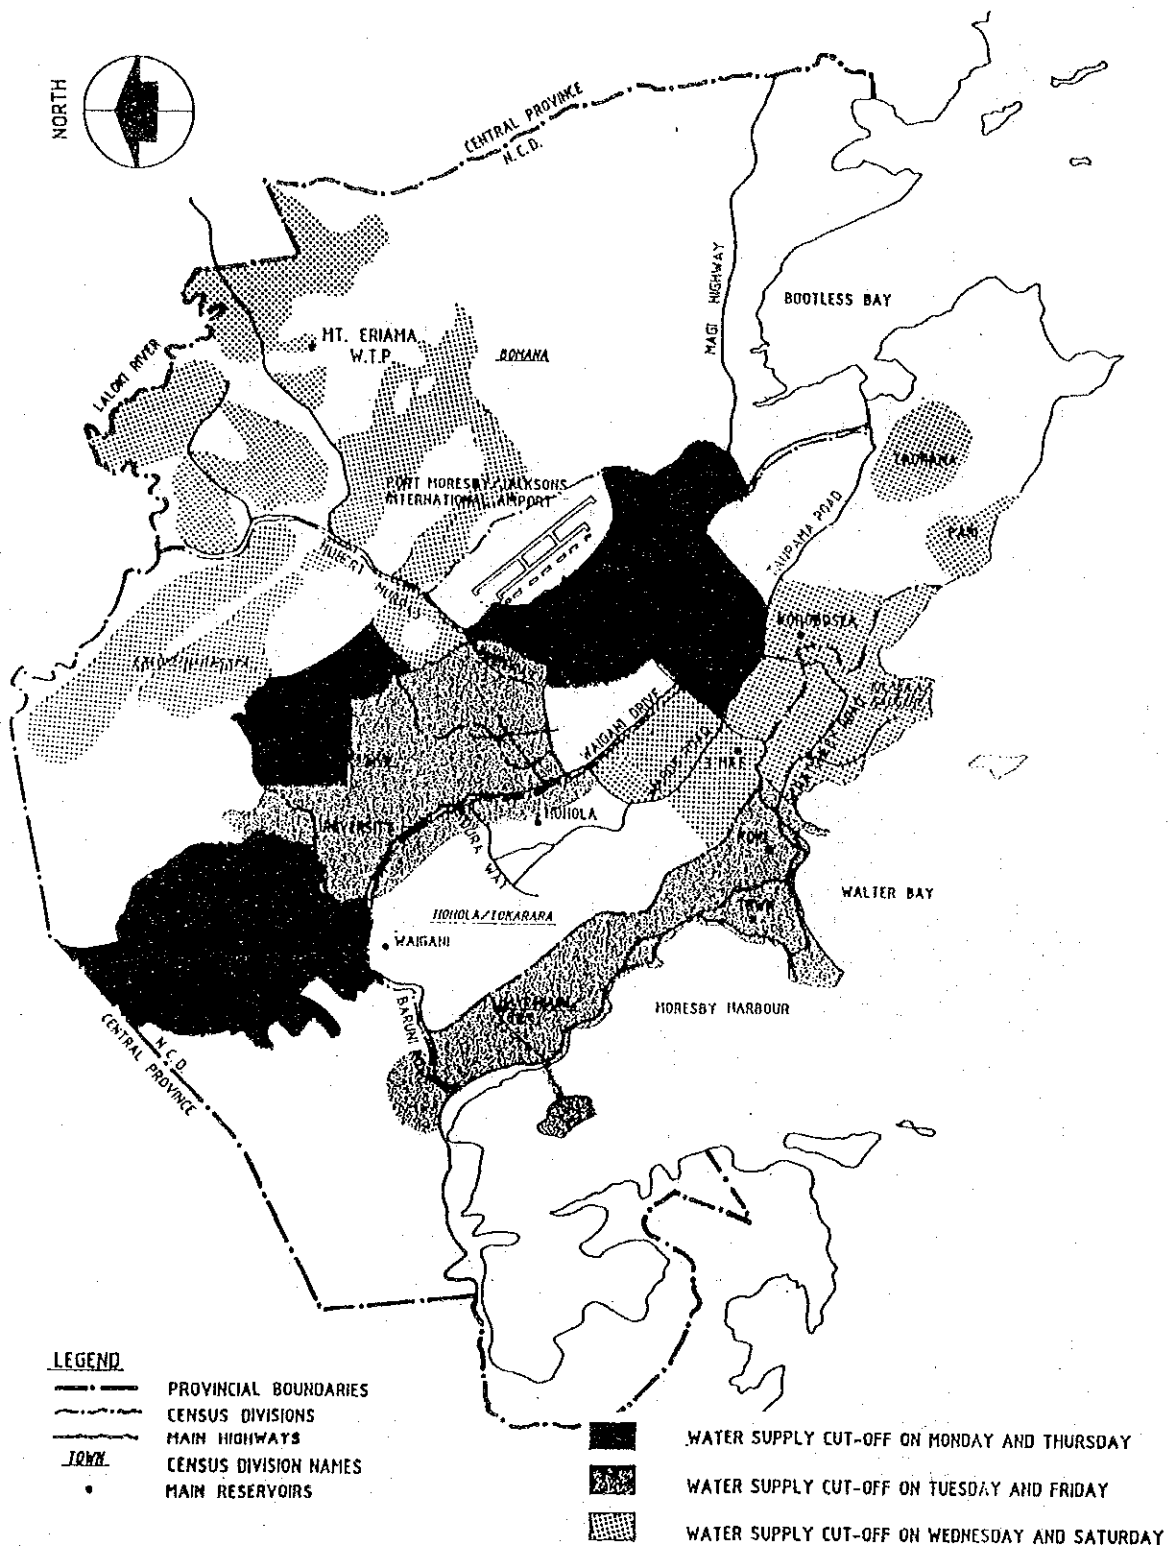 NORTH
CENTRAL PROVINCE
N.C.D.
MAGI HIGHWAY
BOOTLESS BAY
LALOKI RIVER
MT. ERIAMA
W.T.P.
BOMANA
PORT MORESBY/JACKSONS
INTERNATIONAL AIRPORT
TAURAMA
PARI
TAURAMA ROAD
HUBERT MURRAY
KOROBOSEA
WAIGANI DRIVE
HOHOLA
WAY
HOHOLA/TOKARARA
WAIGANI
WALTER BAY
TOWN
MORESBY HARBOUR
BARUNI
N.C.D.
CENTRAL PROVINCE
LEGEND
PROVINCIAL BOUNDARIES
CENSUS DIVISIONS
MAIN HIGHWAYS
TOWN
CENSUS DIVISION NAMES
MAIN RESERVOIRS
WATER SUPPLY CUT-OFF ON MONDAY AND THURSDAY
WATER SUPPLY CUT-OFF ON TUESDAY AND FRIDAY
WATER SUPPLY CUT-OFF ON WEDNESDAY AND SATURDAY